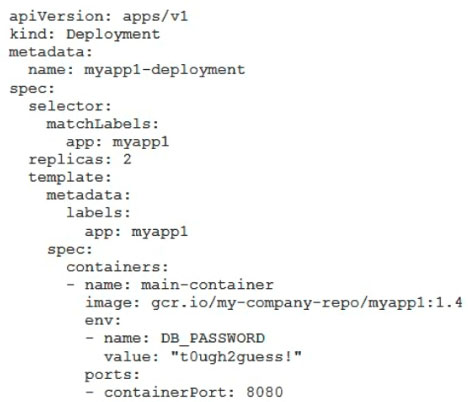 apiVersion: apps/v1
kind: Deployment
metadata:
  name: myapp1-deployment
spec:
  selector:
    matchLabels:
      app: myapp1
  replicas: 2
  template:
    metadata:
      labels:
        app: myapp1
    spec:
      containers:
      - name: main-container
        image: gcr.io/my-company-repo/myapp1:1.4
        env:
        - name: DB_PASSWORD
          value: "t0ugh2guess!"
        ports:
        - containerPort: 8080